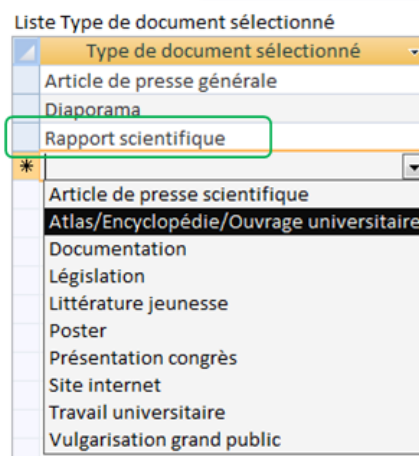 Liste Type de document sélectionné
Type de document sélectionné
Article de presse générale
Diaporama
Rapport scientifique
Article de presse scientifique
Atlas/Encyclopédie/Ouvrage universitaire
Documentation
Législation
Littérature jeunesse
Poster
Présentation congrès
Site internet
Travail universitaire
Vulgarisation grand public